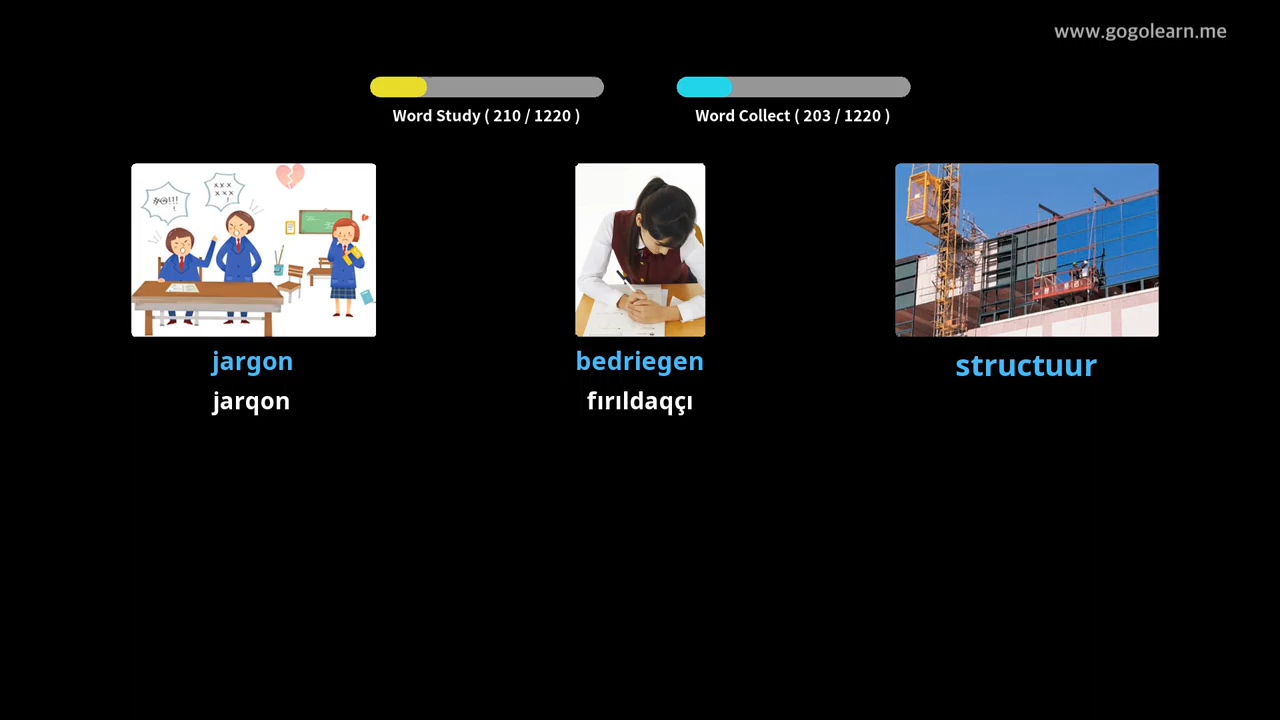 www.gogolearn.me
Word Study ( 210 / 1220 )
Word Collect ( 203 / 1220 )
jargon
jarqon
bedriegen
fırıldaqçı
structuur